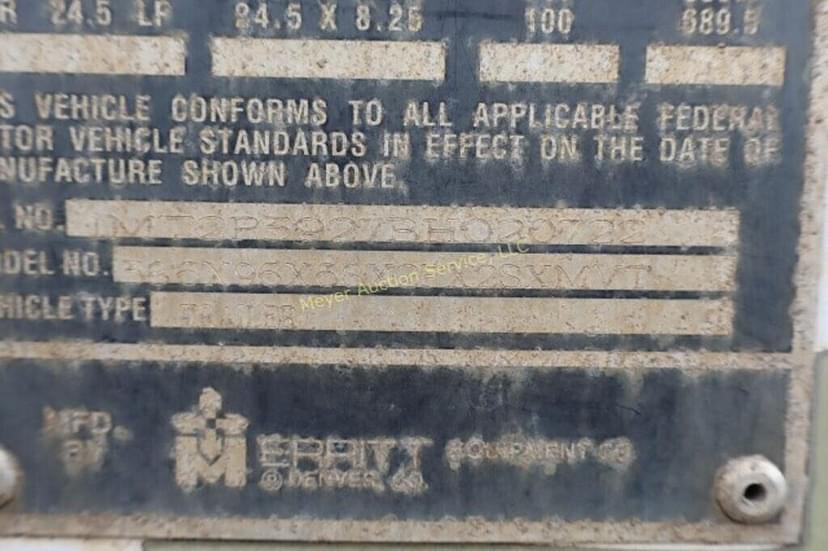 R 24.5 LP 24.5 X 8.25 100 689.5
S VEHICLE CONFORMS TO ALL APPLICABLE FEDERAL
TOR VEHICLE STANDARDS IN EFFECT ON THE DATE OF
NUFACTURE SHOWN ABOVE.
NO.
ODEL NO.
HICLE TYPE TRAILER
Meyer Auction Service, LLC
MFD.
BY
MERRITT EQUIPMENT CO
© DENVER, CO.